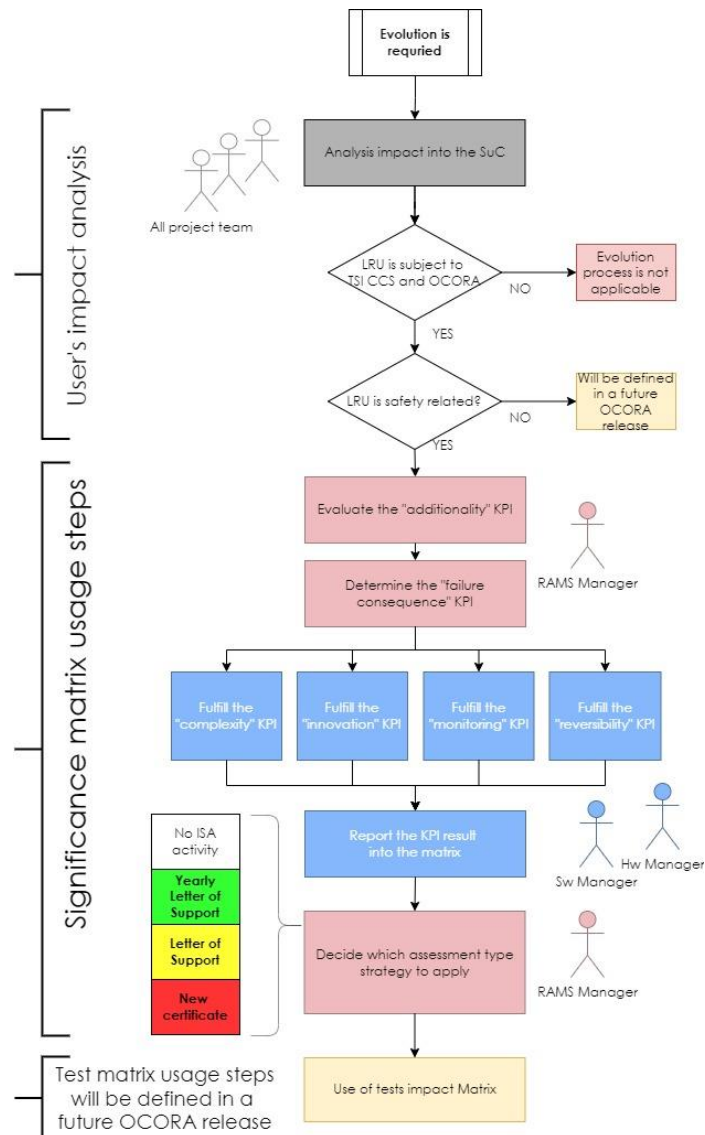 Evolution is
requried
Analysis impact into the SuC
All project team
User's impact analysis
LRU is subject to
TSI CCS and OCORA
NO
Evolution
process is not
applicable
YES
LRU is safety related?
NO
Will be defined
in a future
OCORA
release
YES
Significance matrix usage steps
Evaluate the "additionality" KPI
RAMS Manager
Determine the "failure
consequence" KPI
Fulfill the
"complexity" KPI
Fulfill the
"innovation" KPI
Fulfill the
"monitoring" KPI
Fulfill the
"reversibility" KPI
Report the KPI result
into the matrix
Sw Manager
Hw Manager
No ISA
activity
Yearly
Letter of
Support
Letter of
Support
New
certificate
Decide which assessment type
strategy to apply
RAMS Manager
Test matrix usage steps
will be defined in a
future OCORA release
Use of tests impact Matrix